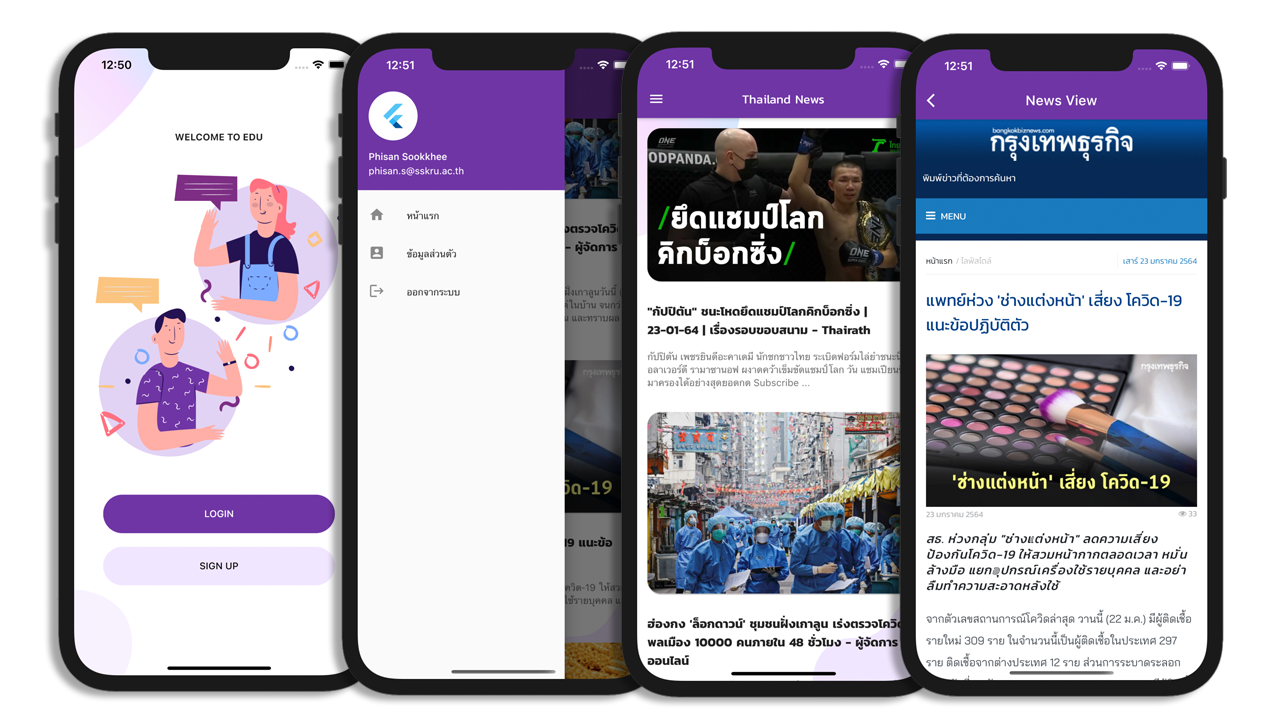 12:50
WELCOME TO EDU
LOGIN
SIGN UP
12:51
Phisan Sookkhee
phisan.s@sskru.ac.th
หน้าแรก
ข้อมูลส่วนตัว
ออกจากระบบ
- ผู้จัดการ
19 แนะข้อ
12:51
Thailand News
ONE
ODPANDA.
/ยึดแชมป์โลก
คิกบ็อกซิ่ง/
"กัปปิตัน" ชนะโหดยึดแชมป์โลกคิกบ็อกซิ่ง |
23-01-64 | เรื่องรอบขอบสนาม - Thairath
กัปปิตัน เพชรยินดีอะคาเดมี นักชกชาวไทย ระเบิดฟอร์มไล่ยำชนะน็
อลาเวอร์ดี รามาซานอฟ ผงาดคว้าเข็มขัดแชมป์โลก วัน แชมเปียน
มาครองได้อย่างสุดยอดกด Subscribe ...
ฮ่องกง 'ล็อกดาวน์' ชุมชนฝั่งเกาลูน เร่งตรวจโควิ
พลเมือง 10000 คนภายใน 48 ชั่วโมง - ผู้จัดการ
ออนไลน์
12:51
News View
bangkokbiznews.com
กรุงเทพธุรกิจ
พิมพ์ข่าวที่ต้องการค้นหา
MENU
หน้าแรก / ไลฟ์สไตล์
เสาร์ 23 มกราคม 2564
แพทย์ห่วง 'ช่างแต่งหน้า' เสี่ยง โควิด-19
แนะข้อปฏิบัติตัว
กรุงเทพธุรกิจ
'ช่างแต่งหน้า' เสี่ยง โควิด-19
23 มกราคม 2564
33
สธ. ห่วงกลุ่ม "ช่างแต่งหน้า" ลดความเสี่ยง
ป้องกันโควิด-19 ให้สวมหน้ากากตลอดเวลา หมั่น
ล้างมือ แยกอุปกรณ์เครื่องใช้รายบุคคล และอย่า
ลืมทำความสะอาดหลังใช้
จากตัวเลขสถานการณ์โควิดล่าสุด วานนี้ (22 ม.ค.) มีผู้ติดเชื้อ
รายใหม่ 309 ราย ในจำนวนนี้เป็นผู้ติดเชื้อในประเทศ 297
ราย ติดเชื้อจากต่างประเทศ 12 ราย ส่วนการระบาดระลอก